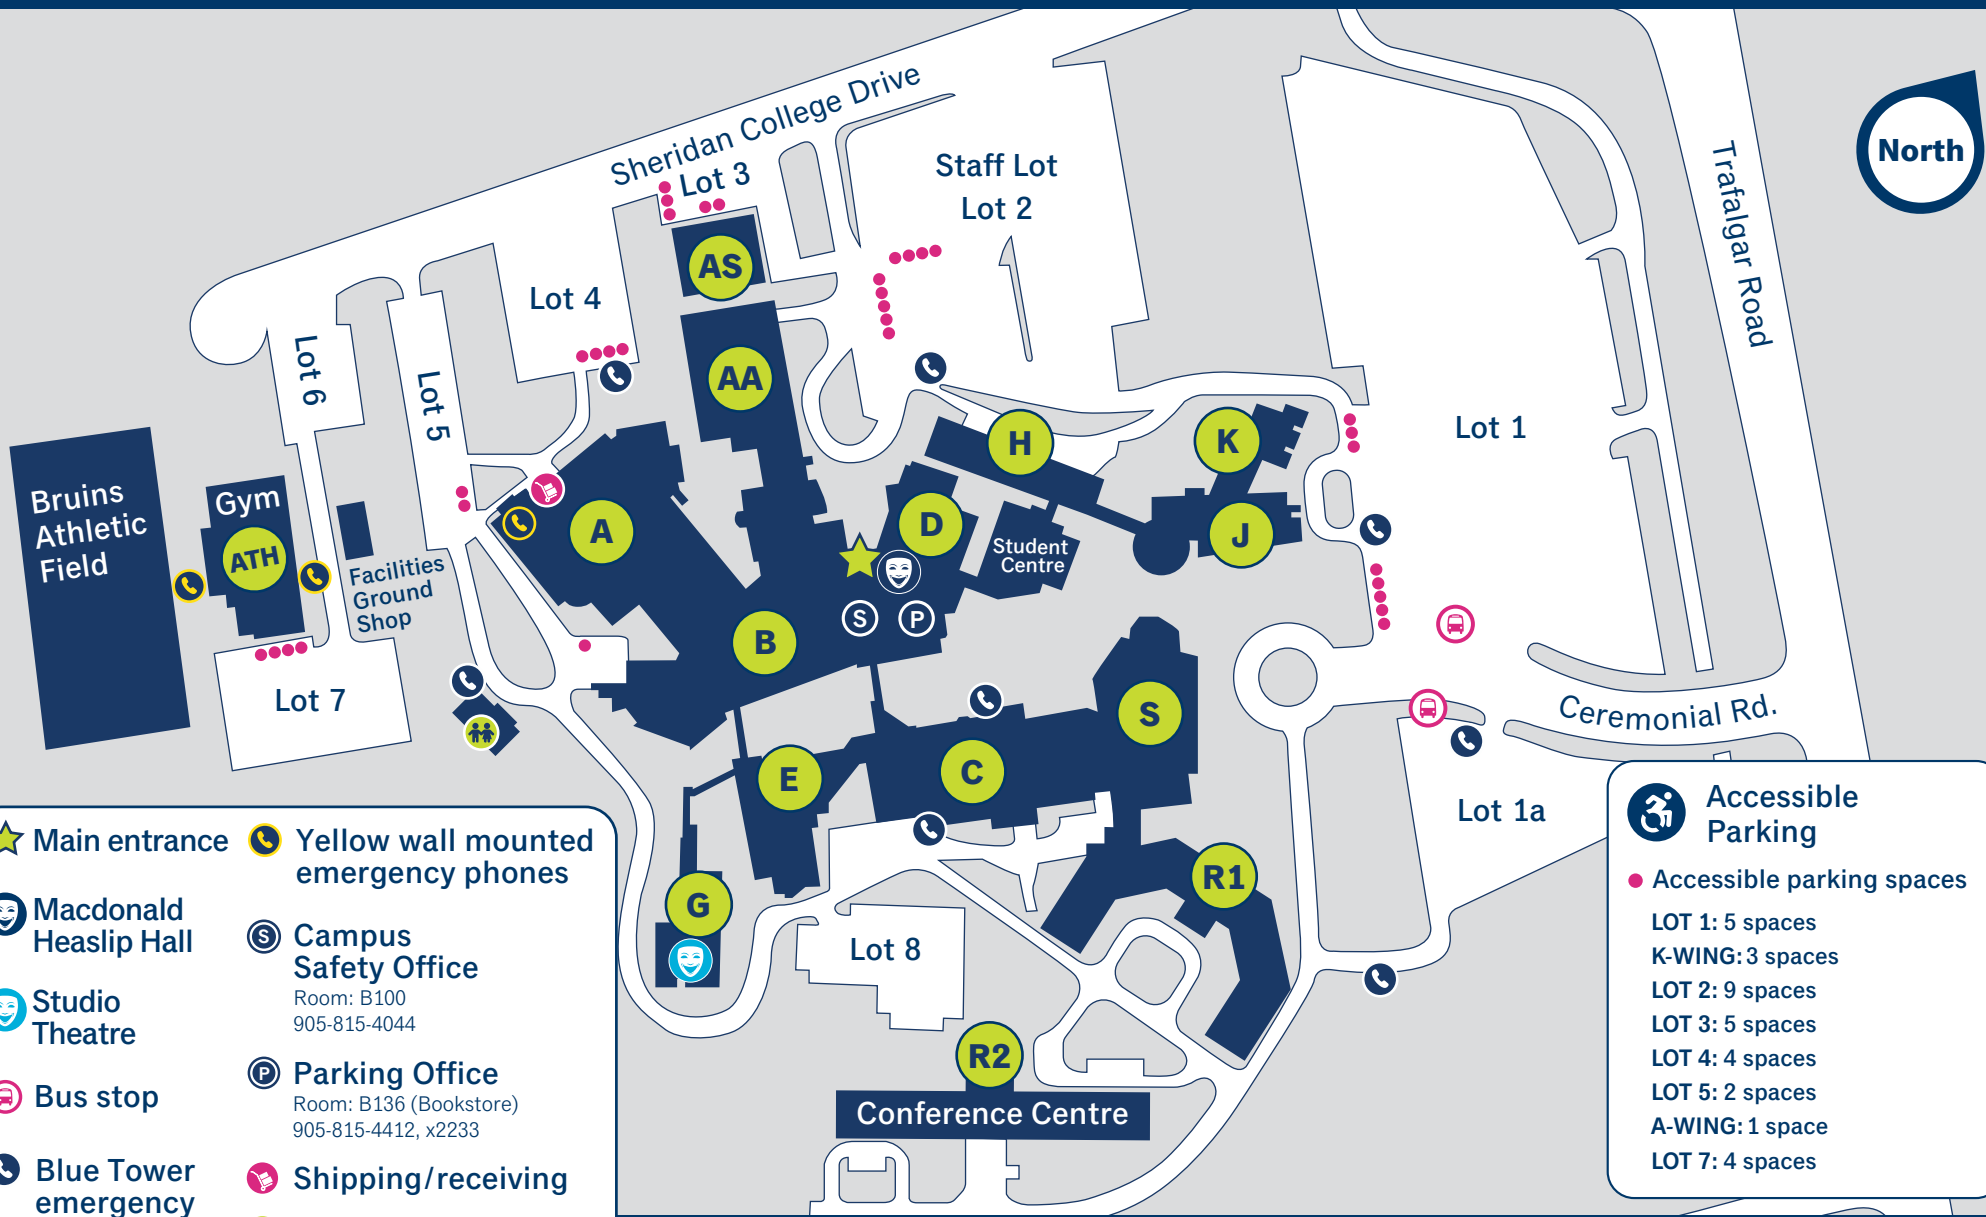 Sheridan College Drive
Lot 3
Staff Lot
Lot 2
North
Trafalgar Road
AS
Lot 4
Lot 6
Lot 5
AA
Lot 1
H
K
Bruins
Athletic
Field
Gym
ATH
A
D
J
Student
Centre
Facilities
Ground
Shop
S
P
B
Lot 7
S
Ceremonial Rd.
E
C
Lot 1a
R1
G
Lot 8
R2
Conference Centre
Main entrance
Macdonald
Heaslip Hall
Studio
Theatre
Bus stop
Blue Tower
emergency
Yellow wall mounted
emergency phones
S
Campus
Safety Office
Room: B100
905-815-4044
P
Parking Office
Room: B136 (Bookstore)
905-815-4412, x2233
Shipping/receiving
Accessible
Parking
Accessible parking spaces
LOT 1: 5 spaces
K-WING: 3 spaces
LOT 2: 9 spaces
LOT 3: 5 spaces
LOT 4: 4 spaces
LOT 5: 2 spaces
A-WING: 1 space
LOT 7: 4 spaces